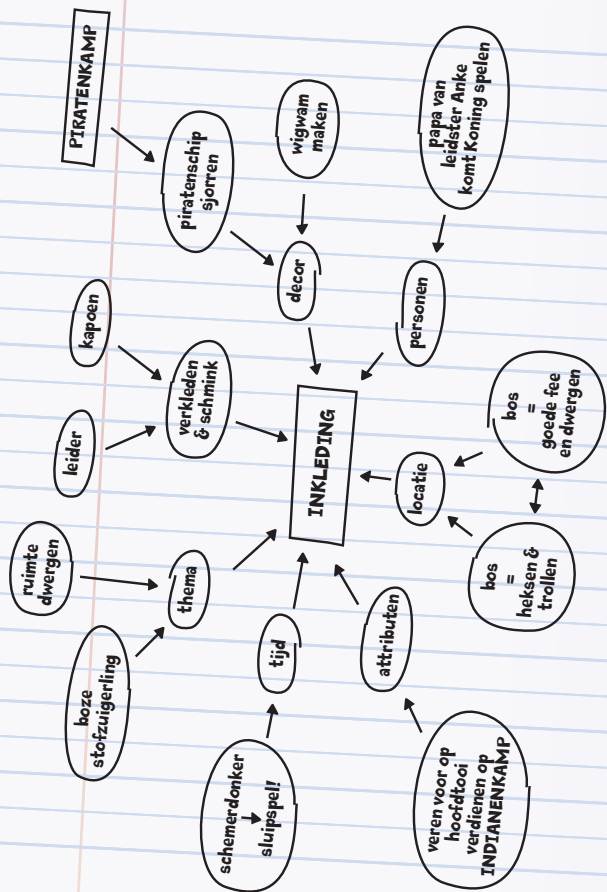 PIRATENKAMP
piratenschip
sjorren
wigwam
maken
papa van
leidster Anke
komt Koning spelen
decor
personen
kapoen
leider
verkleden
& schmink
INKLEDING
locatie
bos
=
goede fee
en dwergen
bos
=
heksen &
trollen
ruimte
dwergen
thema
boze
stofzuigerling
tijd
attributen
schemerdonker
sluipspel!
veren voor op
hoofdtooi
verdienen op
INDIANENKAMP